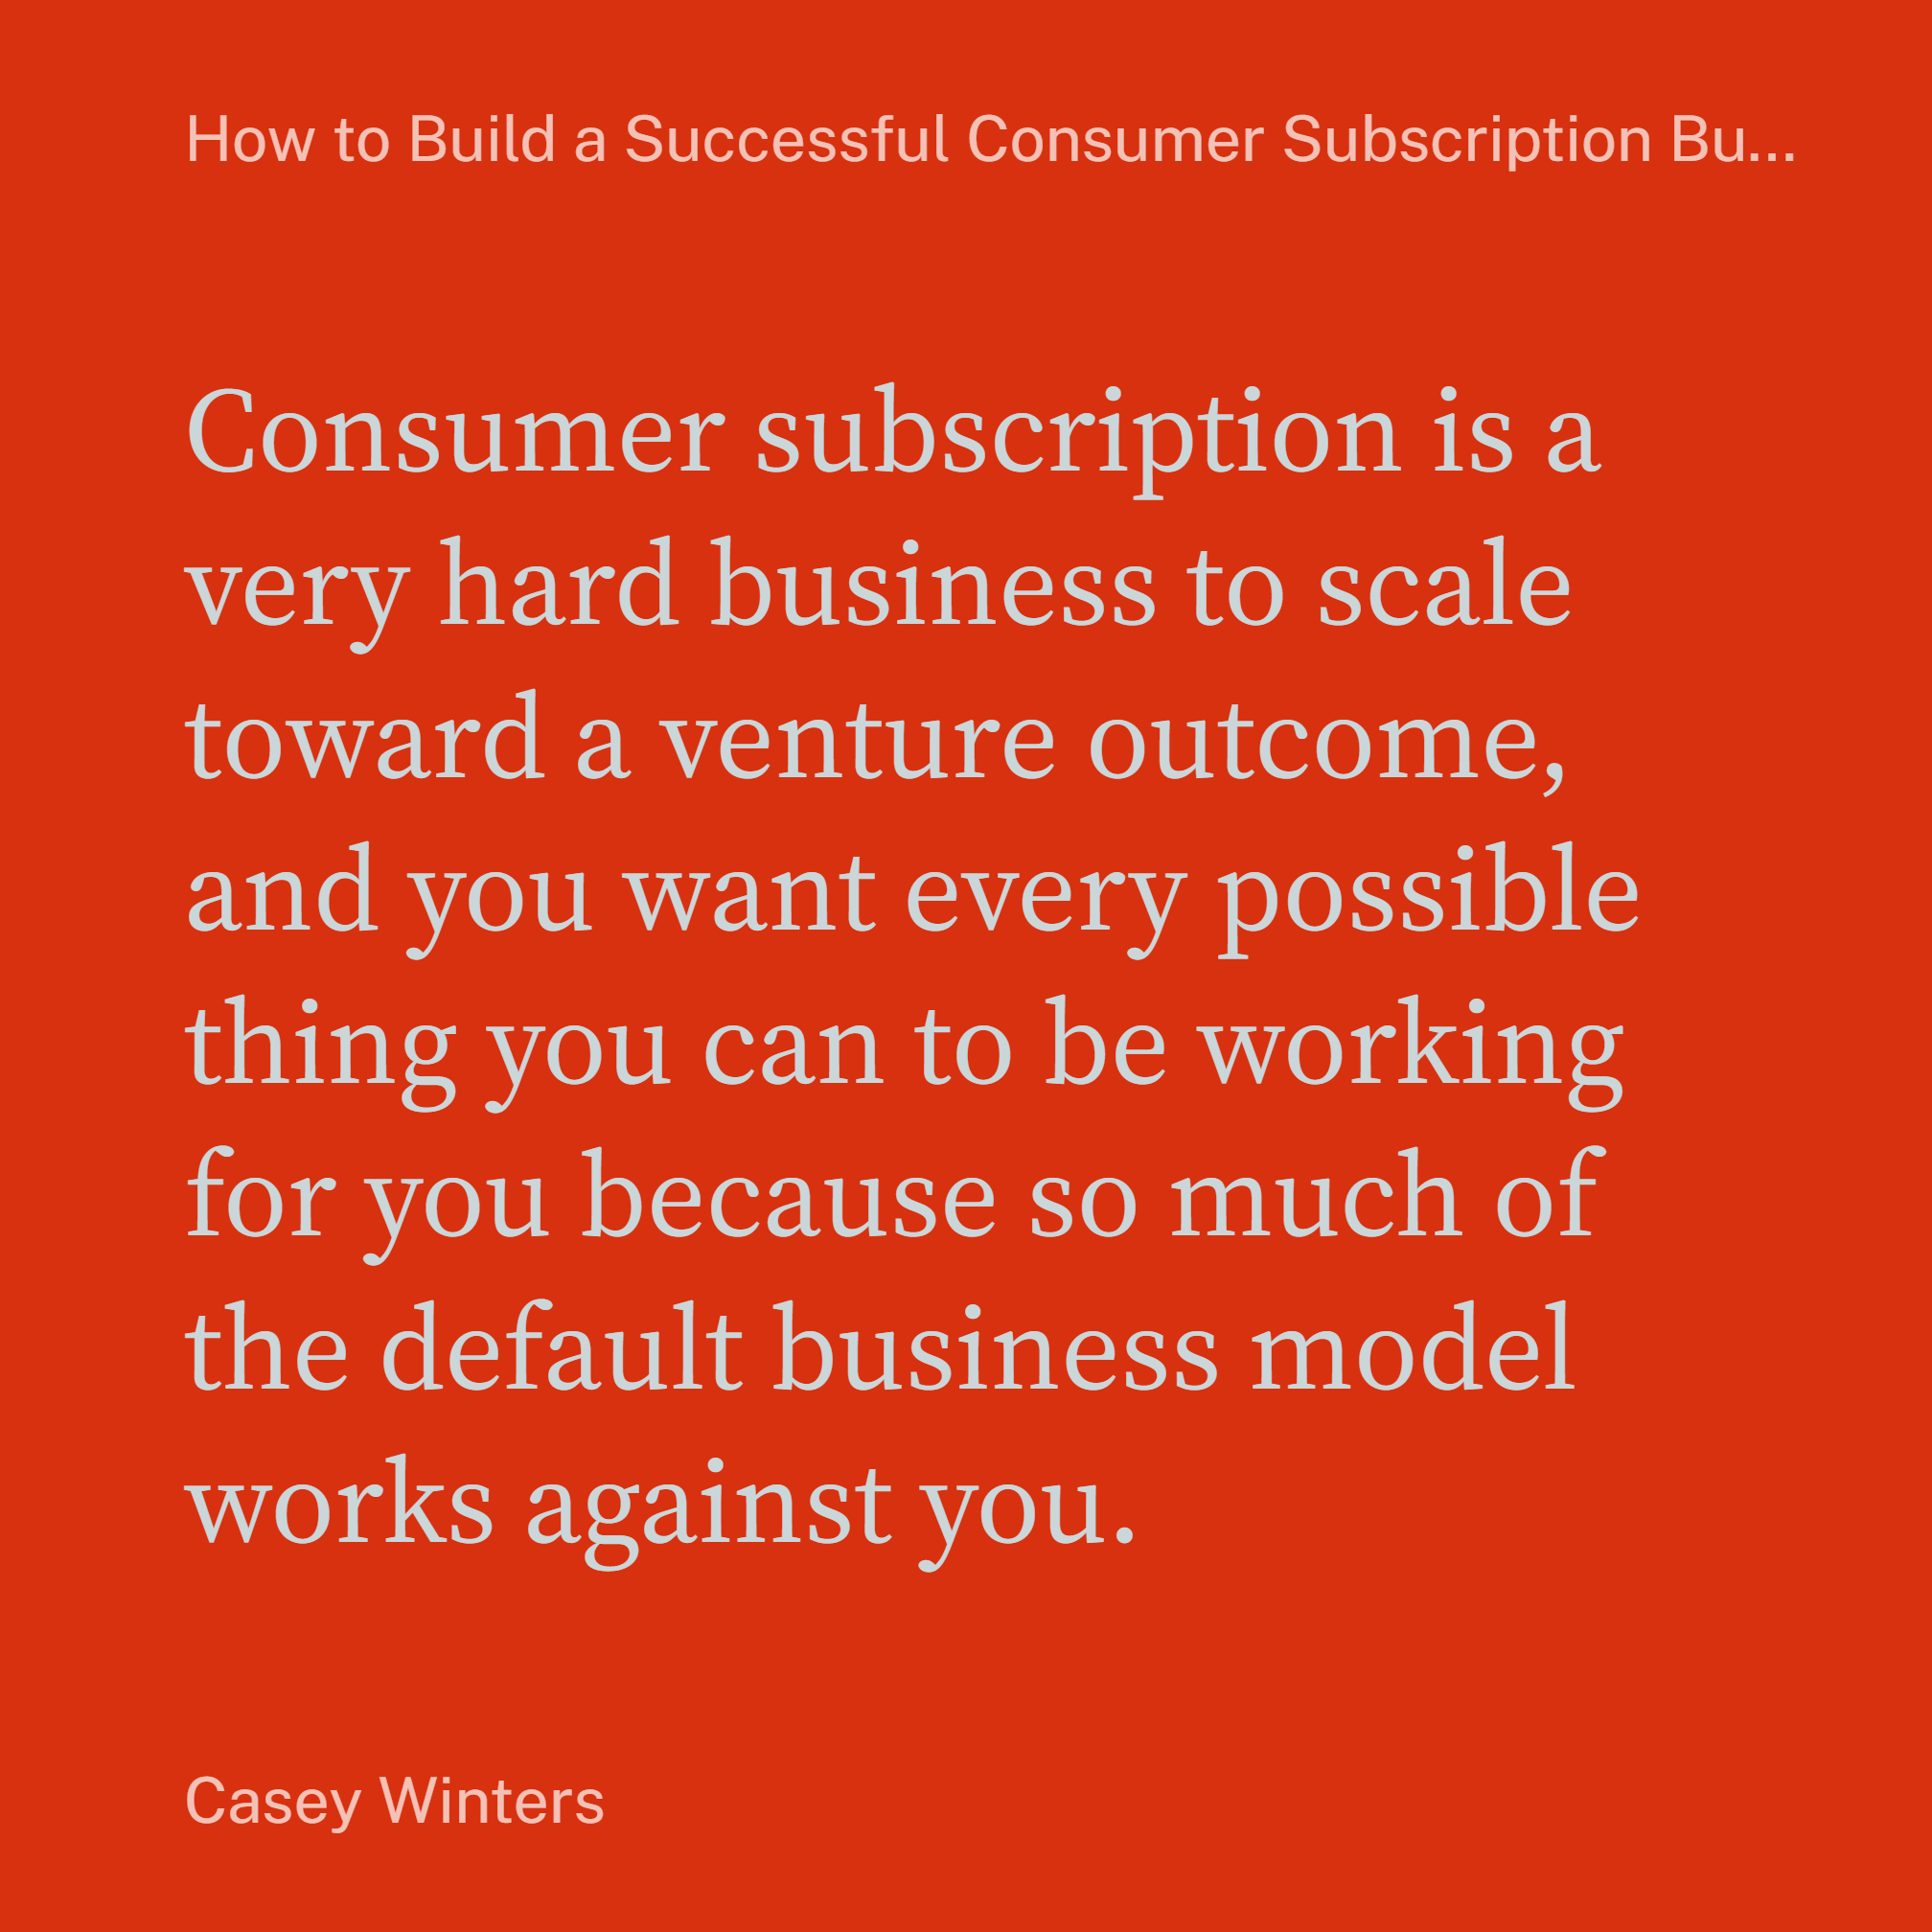 How to Build a Successful Consumer Subscription Bu...
Consumer subscription is a
very hard business to scale
toward a venture outcome,
and you want every possible
thing you can to be working
for you because so much of
the default business model
works against you.
Casey Winters